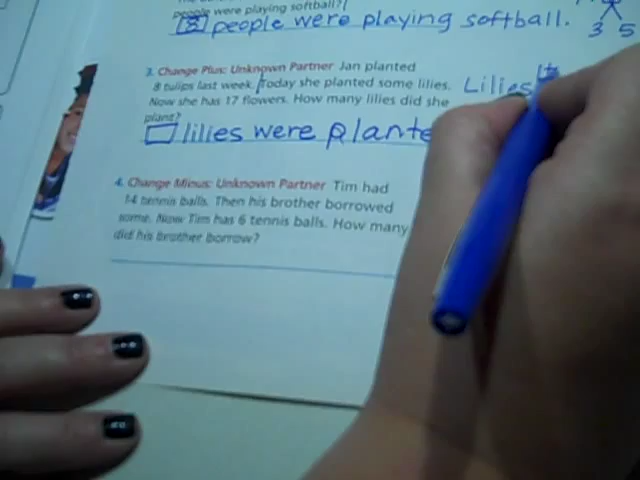 people were playing softball?
8 people were playing softball.
3 5
3. Change Plus: Unknown Partner Jan planted
8 tulips last week. Today she planted some lilies.
Now she has 17 flowers. How many lilies did she
plant?
Lilies
lilies were plante
4. Change Minus: Unknown Partner Tim had
14 tennis balls. Then his brother borrowed
some. Now Tim has 6 tennis balls. How many
did his brother borrow?